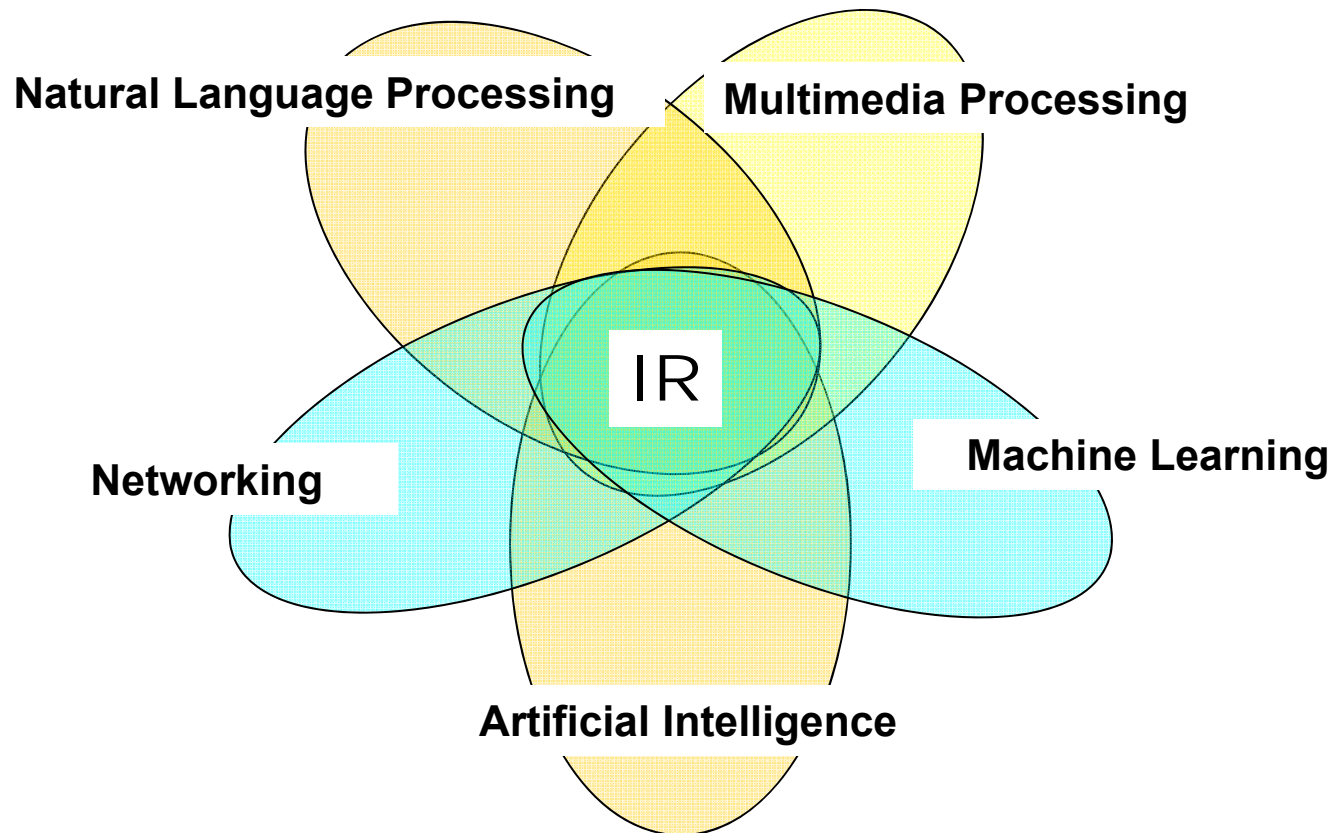 Natural Language Processing
Multimedia Processing
IR
Networking
Machine Learning
Artificial Intelligence